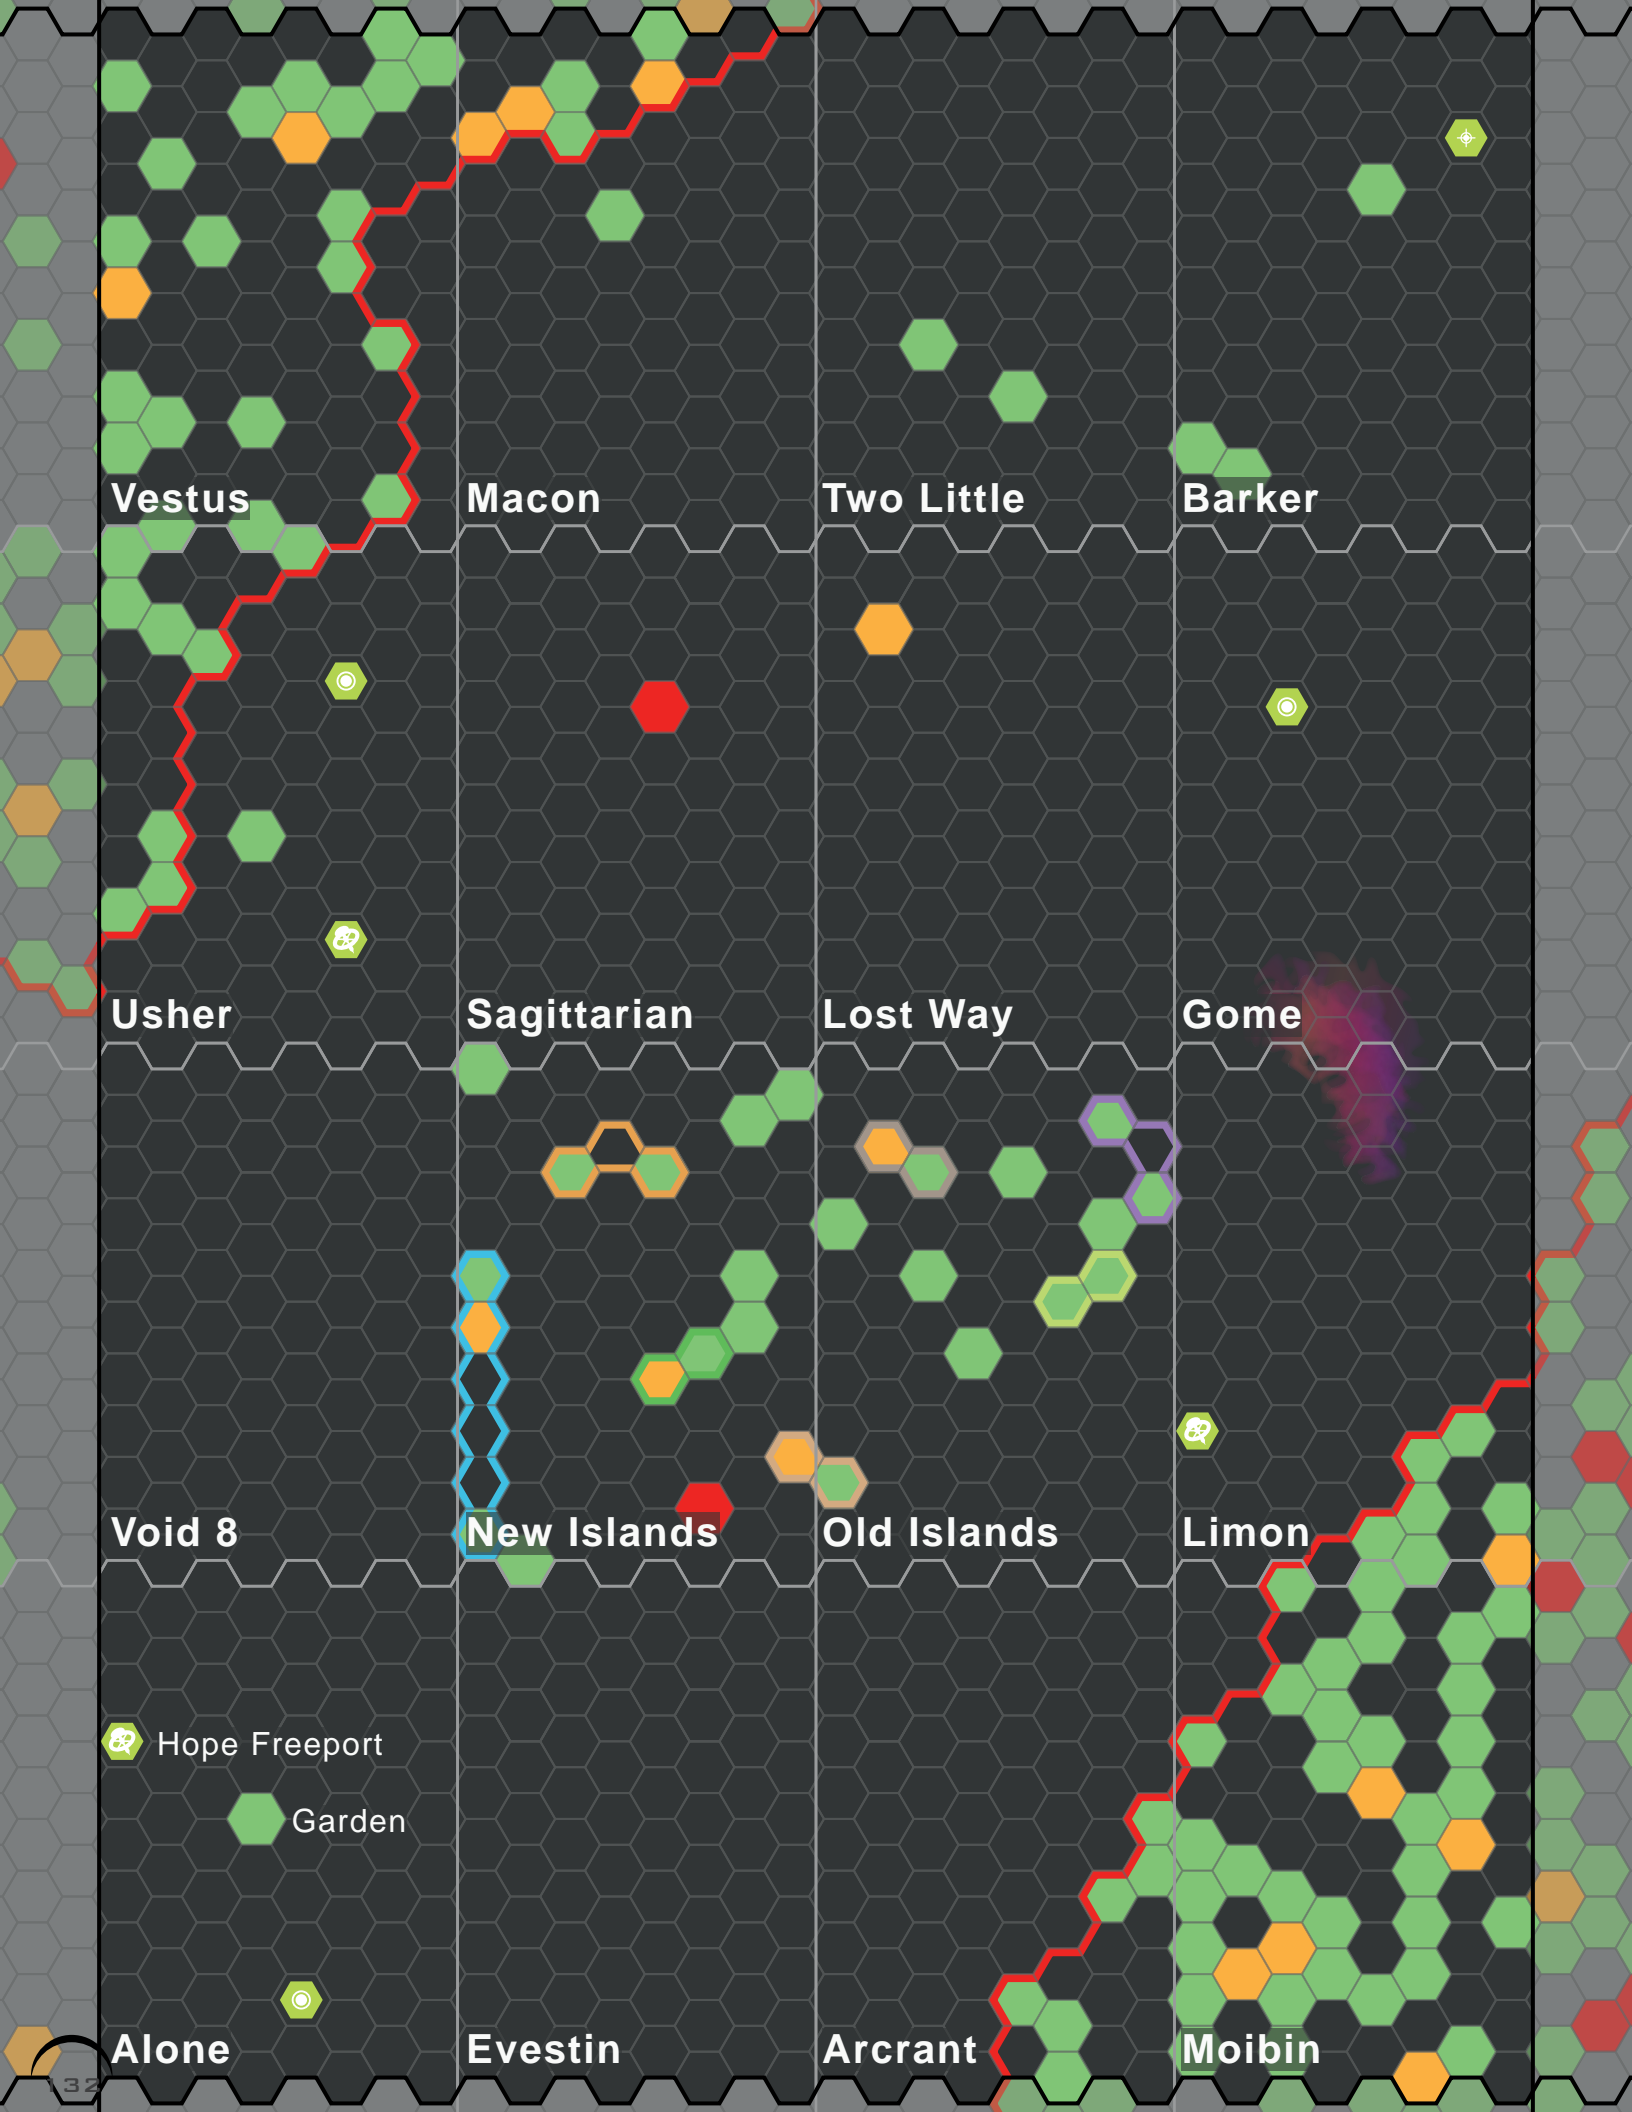 Vestus
Macon
Two Little
Barker
Usher
Sagittarian
Lost Way
Gome
Void 8
New Islands
Old Islands
Limon
Hope Freeport
Garden
Alone
Evestin
Arcrant
Moibin
132